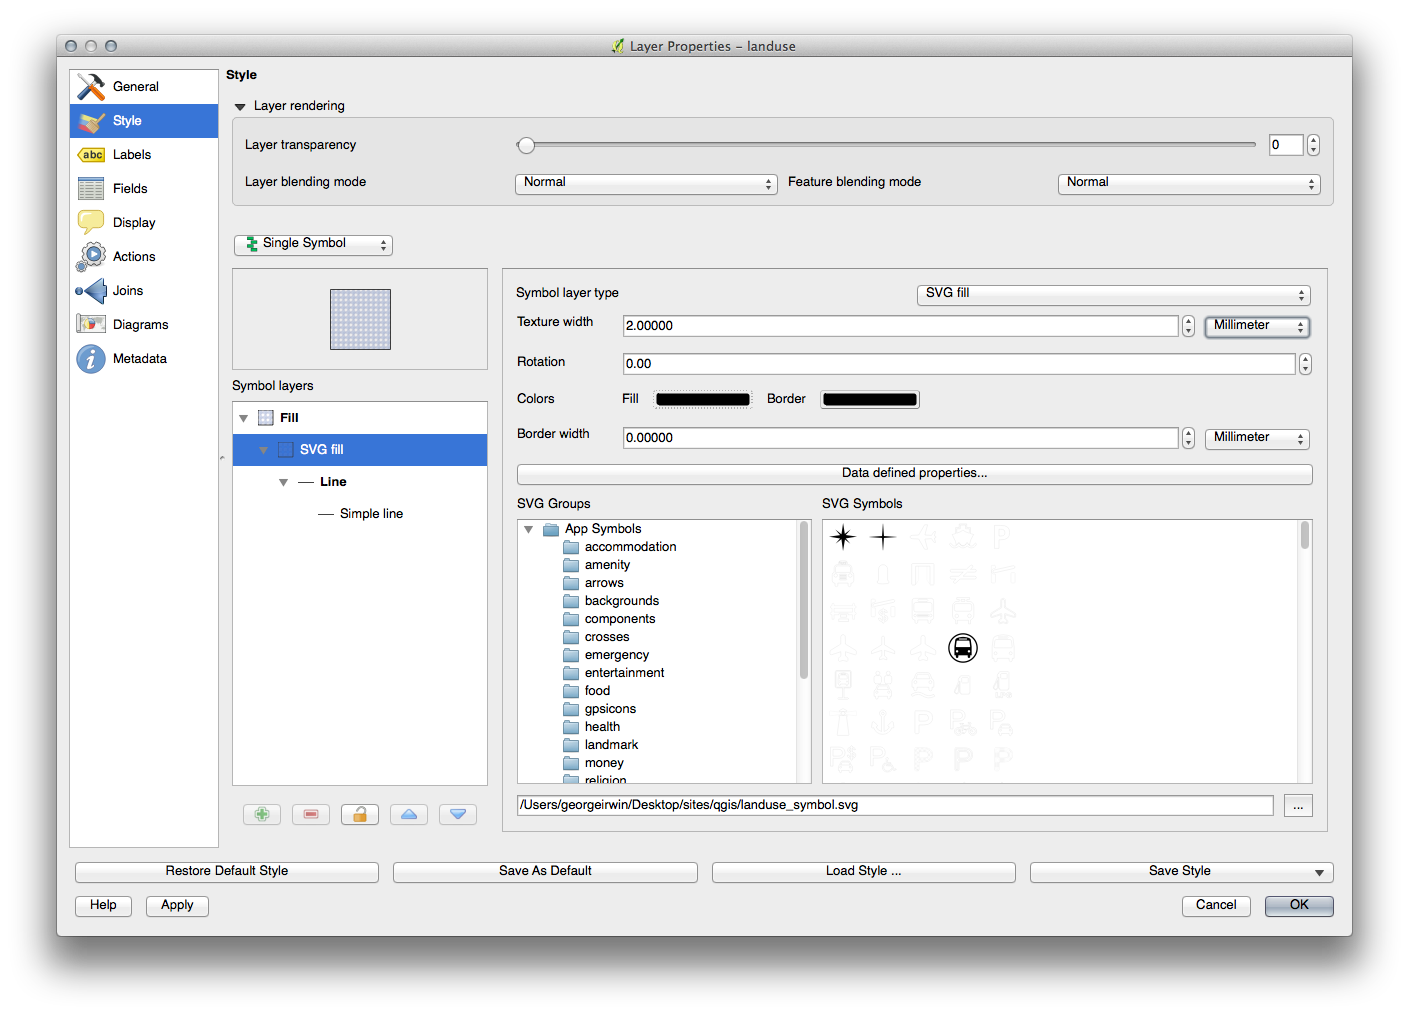 Layer Properties - landuse
General
Style
Labels
Fields
Display
Actions
Joins
Diagrams
Metadata
abc
Style
Layer rendering
Layer transparency
0
Layer blending mode
Normal
Feature blending mode
Normal
Single Symbol
Symbol layers
Fill
SVG fill
Line
Simple line
Symbol layer type
SVG fill
Texture width
2.00000
Millimeter
Rotation
0.00
Colors
Fill
Border
Border width
0.00000
Millimeter
Data defined properties...
SVG Groups
App Symbols
accommodation
amenity
arrows
backgrounds
components
crosses
emergency
entertainment
food
gpsicons
health
landmark
money
religion
SVG Symbols
/Users/georgeirwin/Desktop/sites/qgis/landuse_symbol.svg
...
Restore Default Style
Save As Default
Load Style ...
Save Style
Help
Apply
Cancel
OK